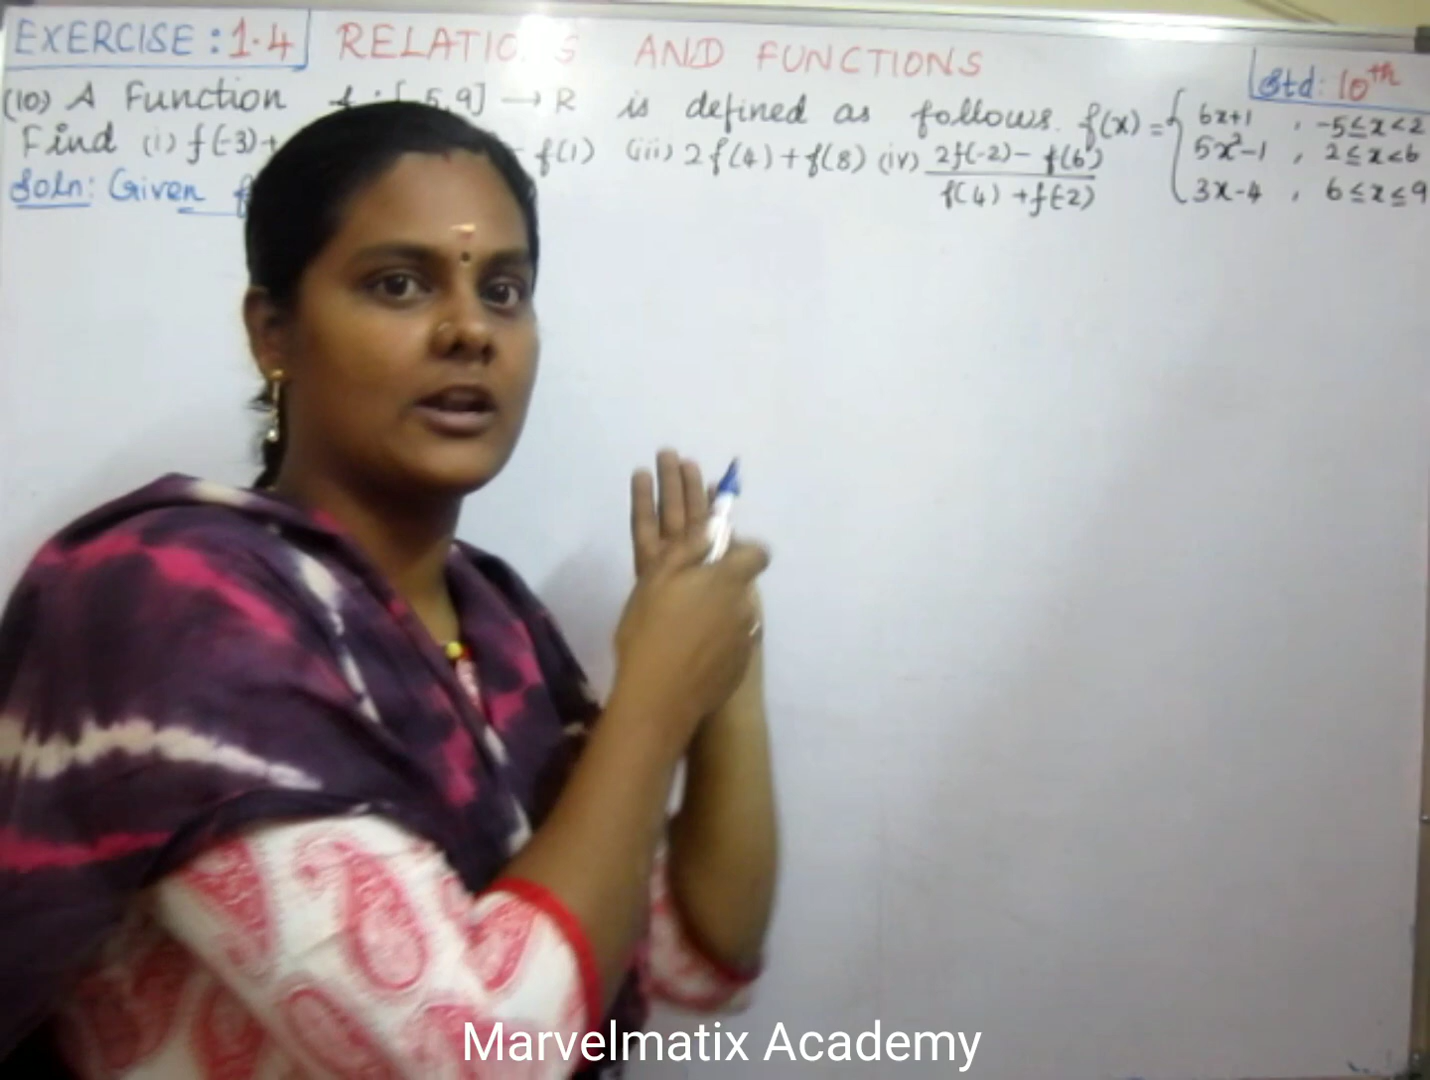 EXERCISE: 1.4 RELATIO S AND FUNCTIONS
Std: 10th
(10) A Function 5,9] → R is defined as follows. f(x) = { 6x+1 , -5≤x<2
5x²-1 , 2≤x<6
3x-4 , 6≤x≤9
Find (i) f(-3)+ - f(1) (iii) 2f(4)+f(8) (iv) 2f(-2) - f(6)
f(4) + f(-2)
Soln: Given f
Marvelmatix Academy